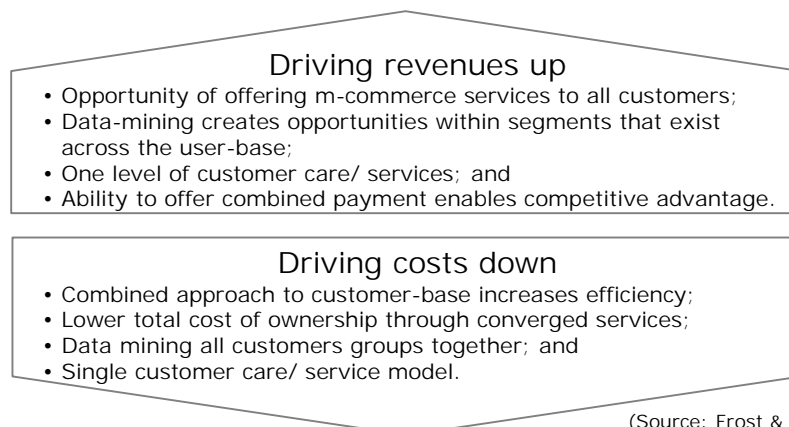 Driving revenues up
• Opportunity of offering m-commerce services to all customers;
• Data-mining creates opportunities within segments that exist
across the user-base;
• One level of customer care/ services; and
• Ability to offer combined payment enables competitive advantage.
Driving costs down
• Combined approach to customer-base increases efficiency;
• Lower total cost of ownership through converged services;
• Data mining all customers groups together; and
• Single customer care/ service model.
(Source: Frost &